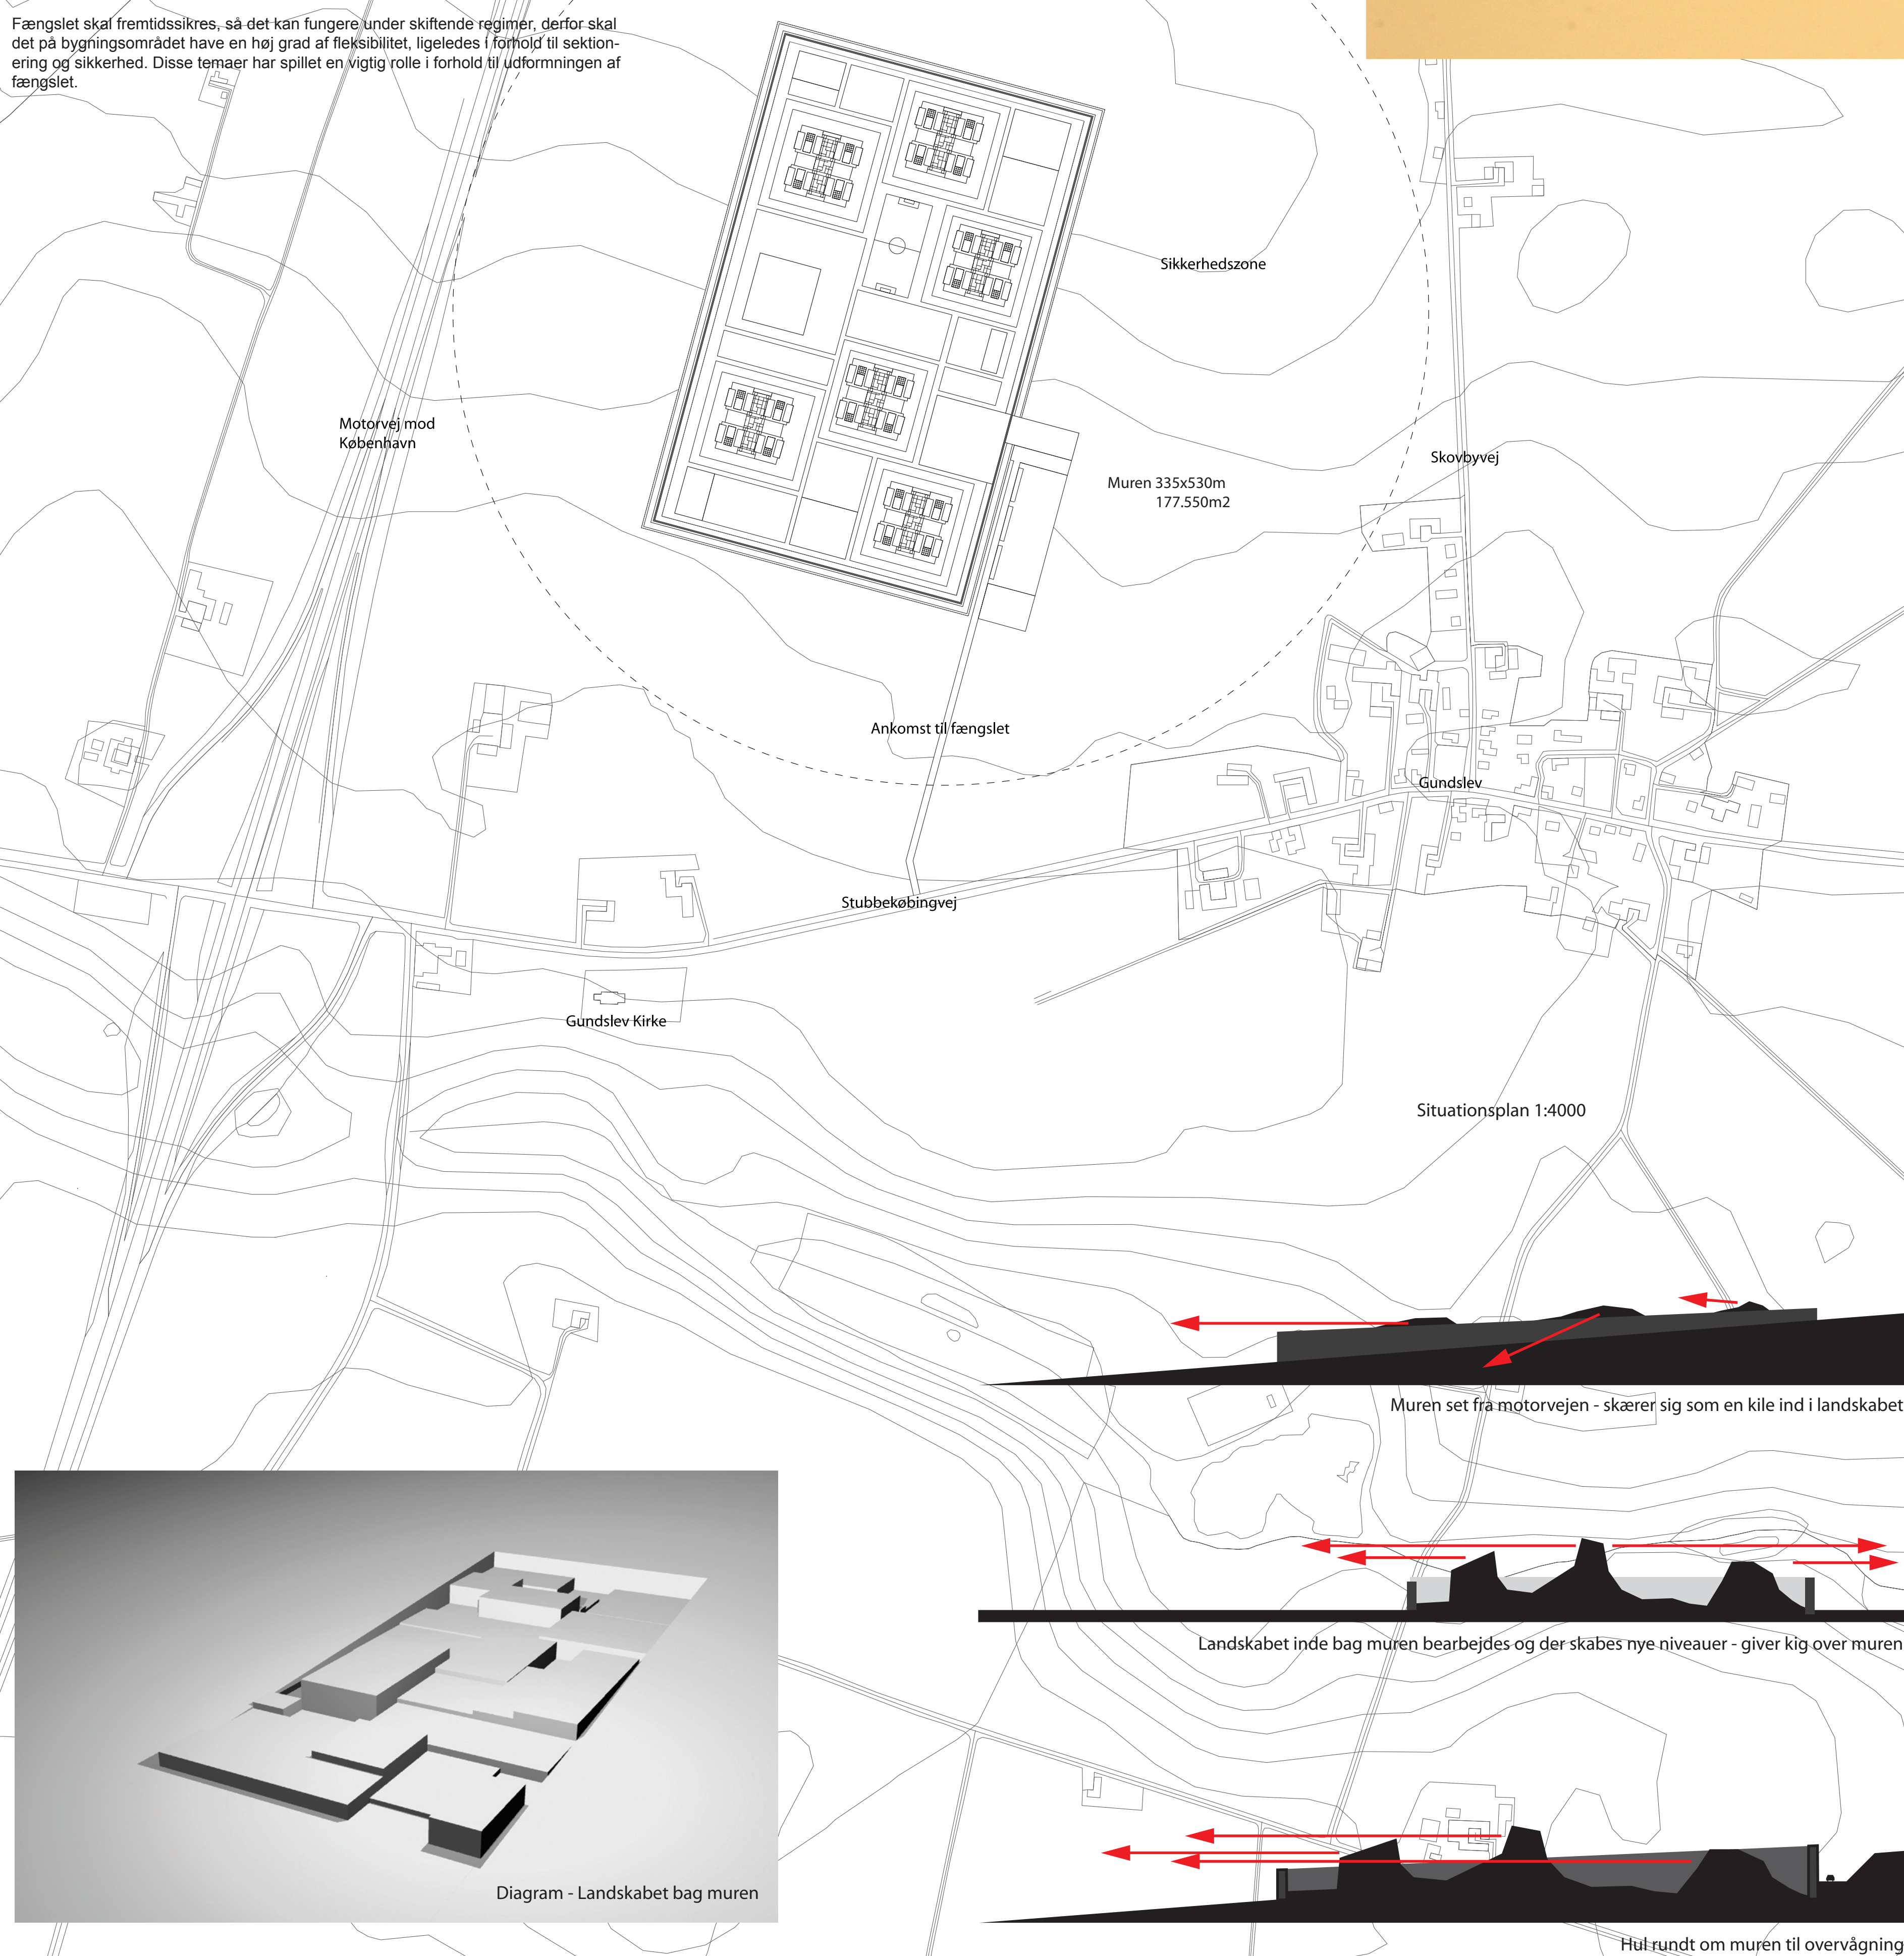 Fængslet skal fremtidssikres, så det kan fungere under skiftende regimer, derfor skal
det på bygningsområdet have en høj grad af fleksibilitet, ligeledes i forhold til sektion-
ering og sikkerhed. Disse temaer har spillet en vigtig rolle i forhold til udformningen af
fængslet.
Sikkerhedszone
Motorvej mod
København
Skovbyvej
Muren 335x530m
177.550m2
Ankomst til fængslet
Gundslev
Stubbekøbingvej
Gundslev Kirke
Situationsplan 1:4000
Muren set fra motorvejen - skærer sig som en kile ind i landskabet
Landskabet inde bag muren bearbejdes og der skabes nye niveauer - giver kig over muren
Diagram - Landskabet bag muren
Hul rundt om muren til overvågning